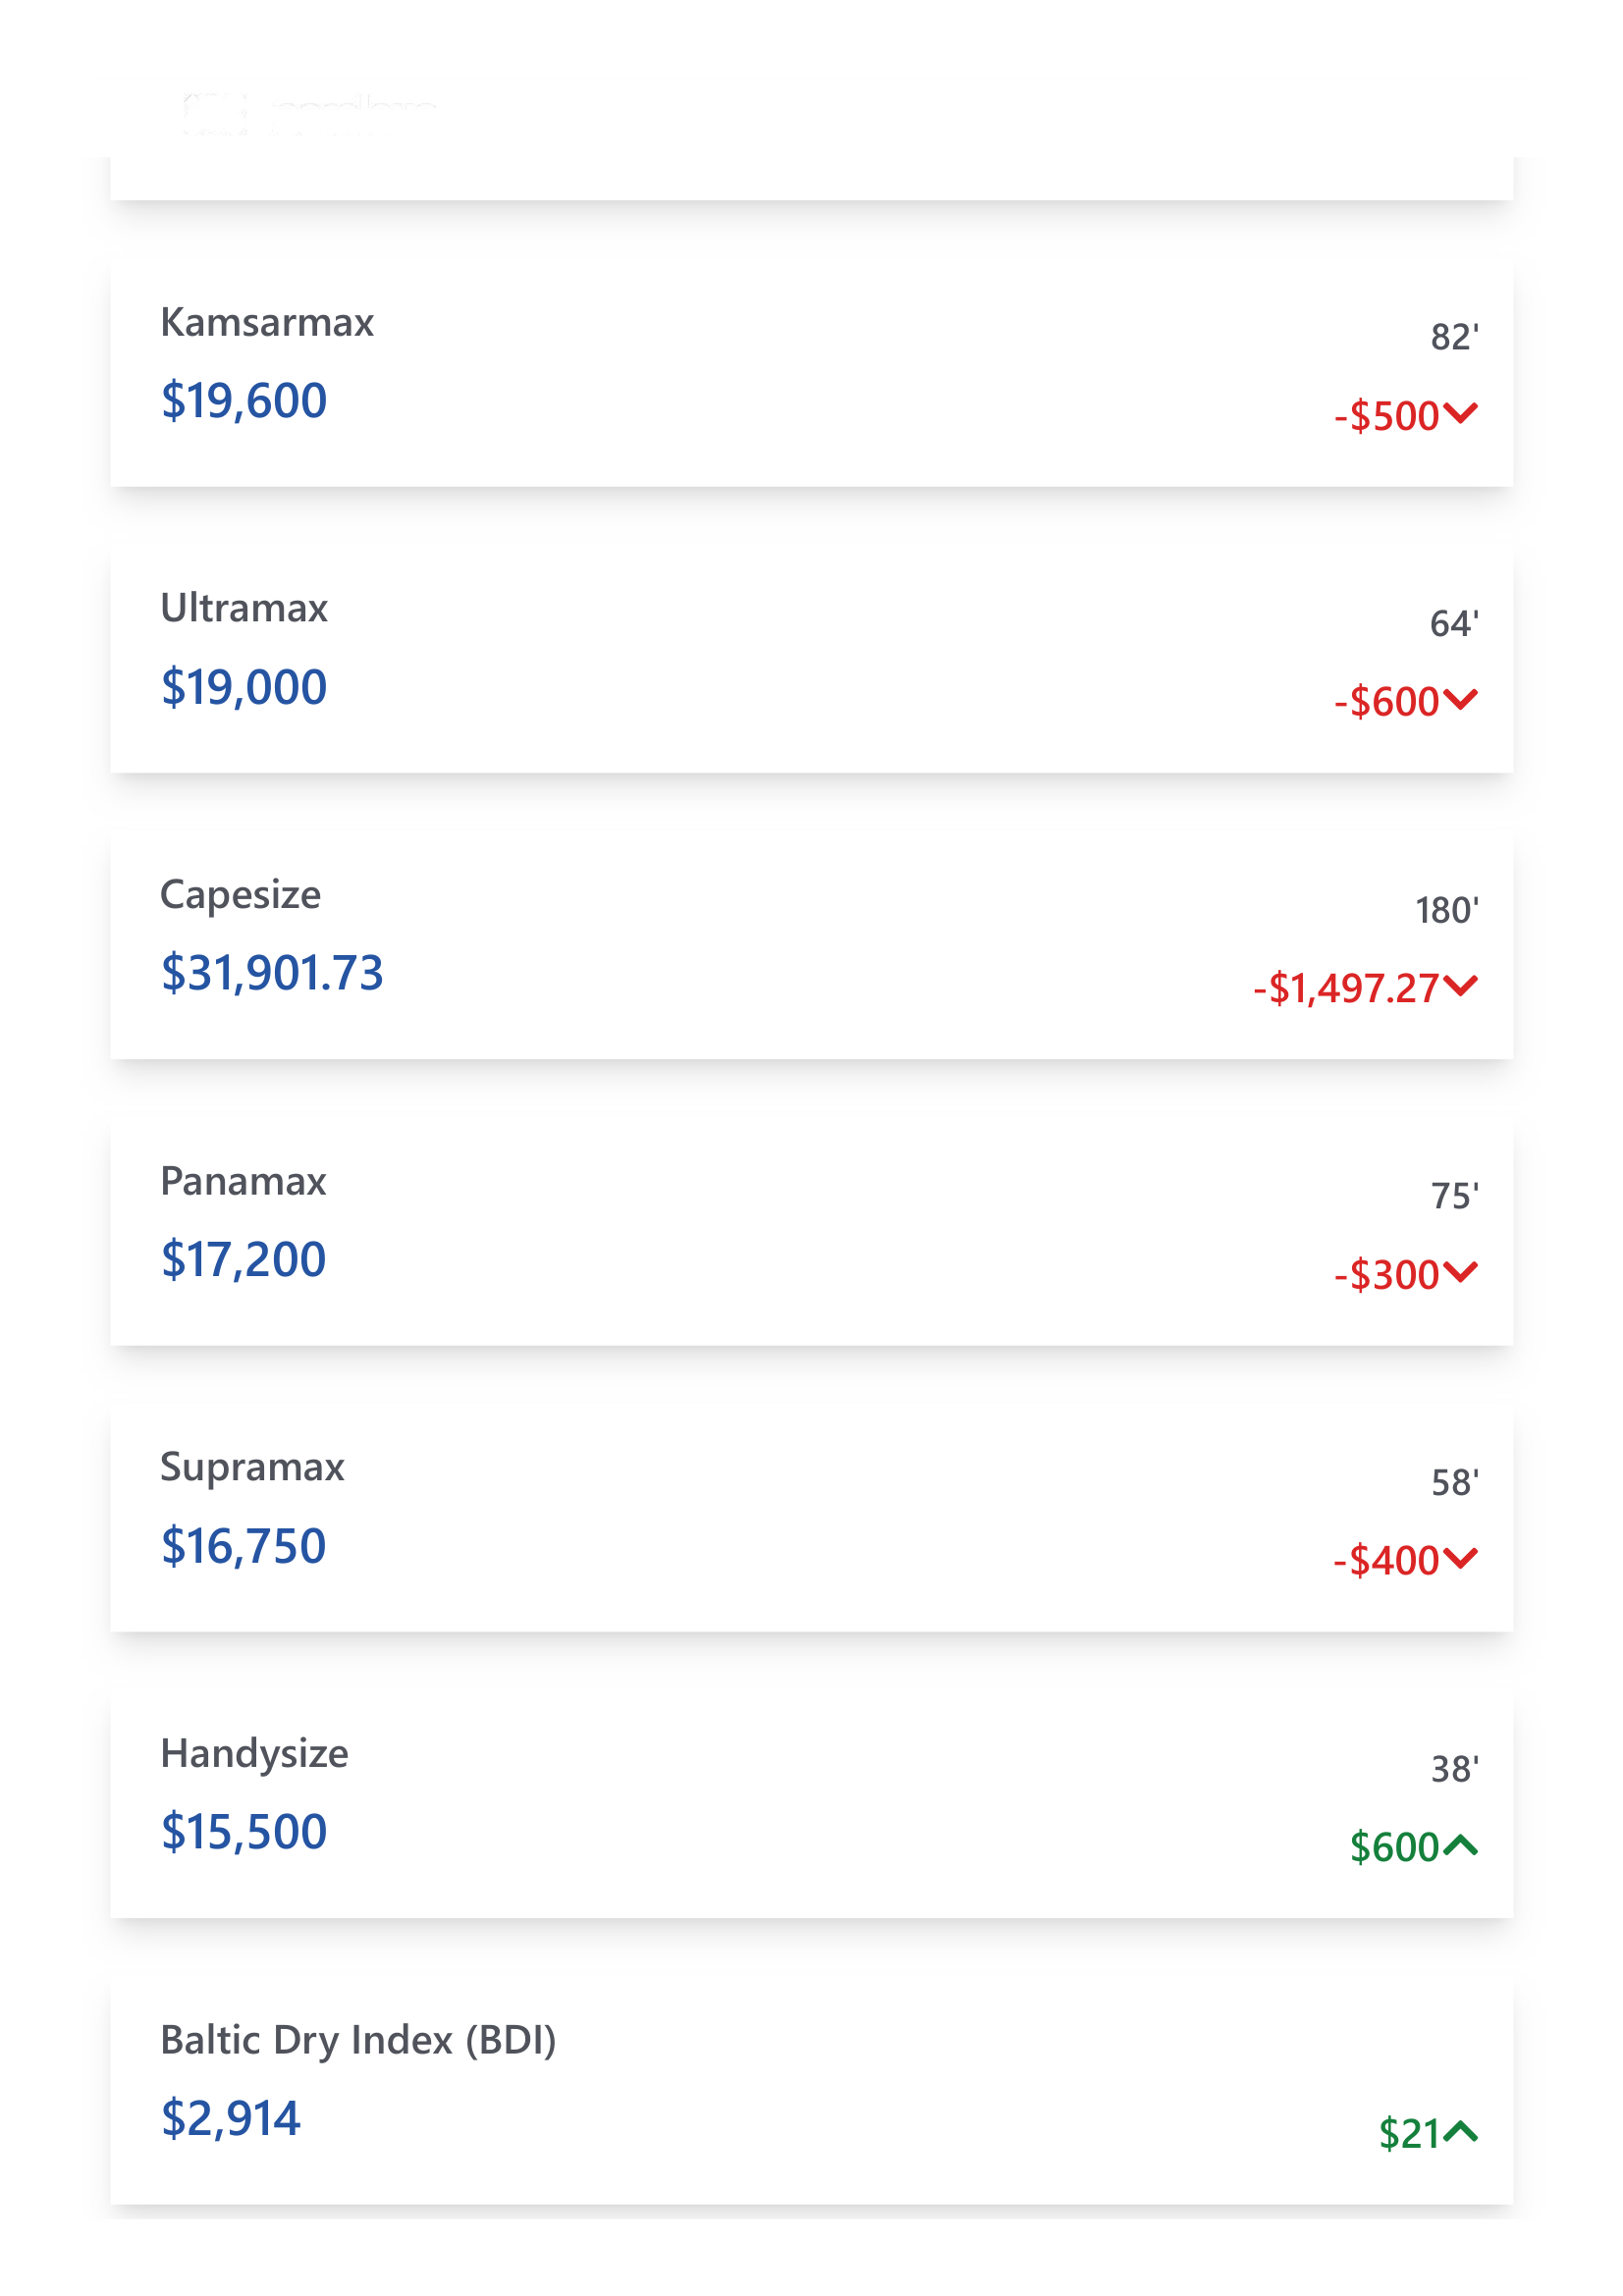 Kamsarmax
82'
$19,600
-$500
Ultramax
64'
$19,000
-$600
Capesize
180'
$31,901.73
-$1,497.27
Panamax
75'
$17,200
-$300
Supramax
58'
$16,750
-$400
Handysize
38'
$15,500
$600
Baltic Dry Index (BDI)
$2,914
$21